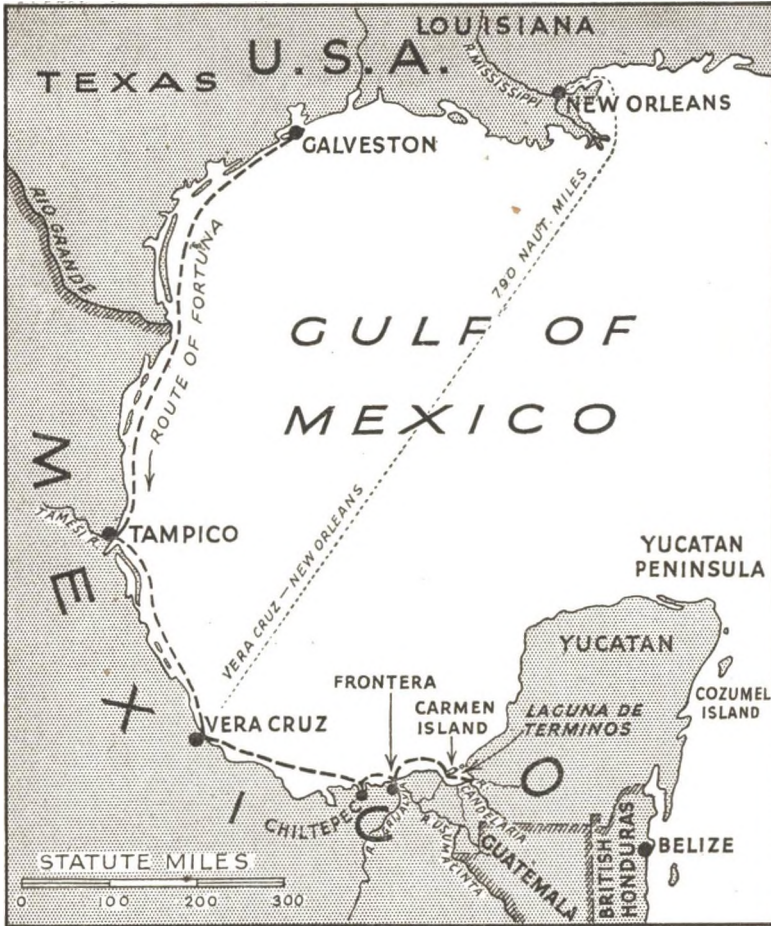 LOUISIANA
U.S.A.
TEXAS
R.MISSISSIPPI
NEW ORLEANS
GALVESTON
RIO GRANDE
790 NAUT. MILES
ROUTE OF FORTUNA
GULF OF
MEXICO
TAMPICO
TAMESI R.
VERA CRUZ — NEW ORLEANS
YUCATAN
PENINSULA
YUCATAN
FRONTERA
CARMEN
ISLAND
LAGUNA DE
TERMINOS
COZUMEL
ISLAND
VERA CRUZ
MEXICO
CHILTEPEC
CANDELARIA
GUATEMALA
BRITISH
HONDURAS
BELIZE
STATUTE MILES
0 100 200 300